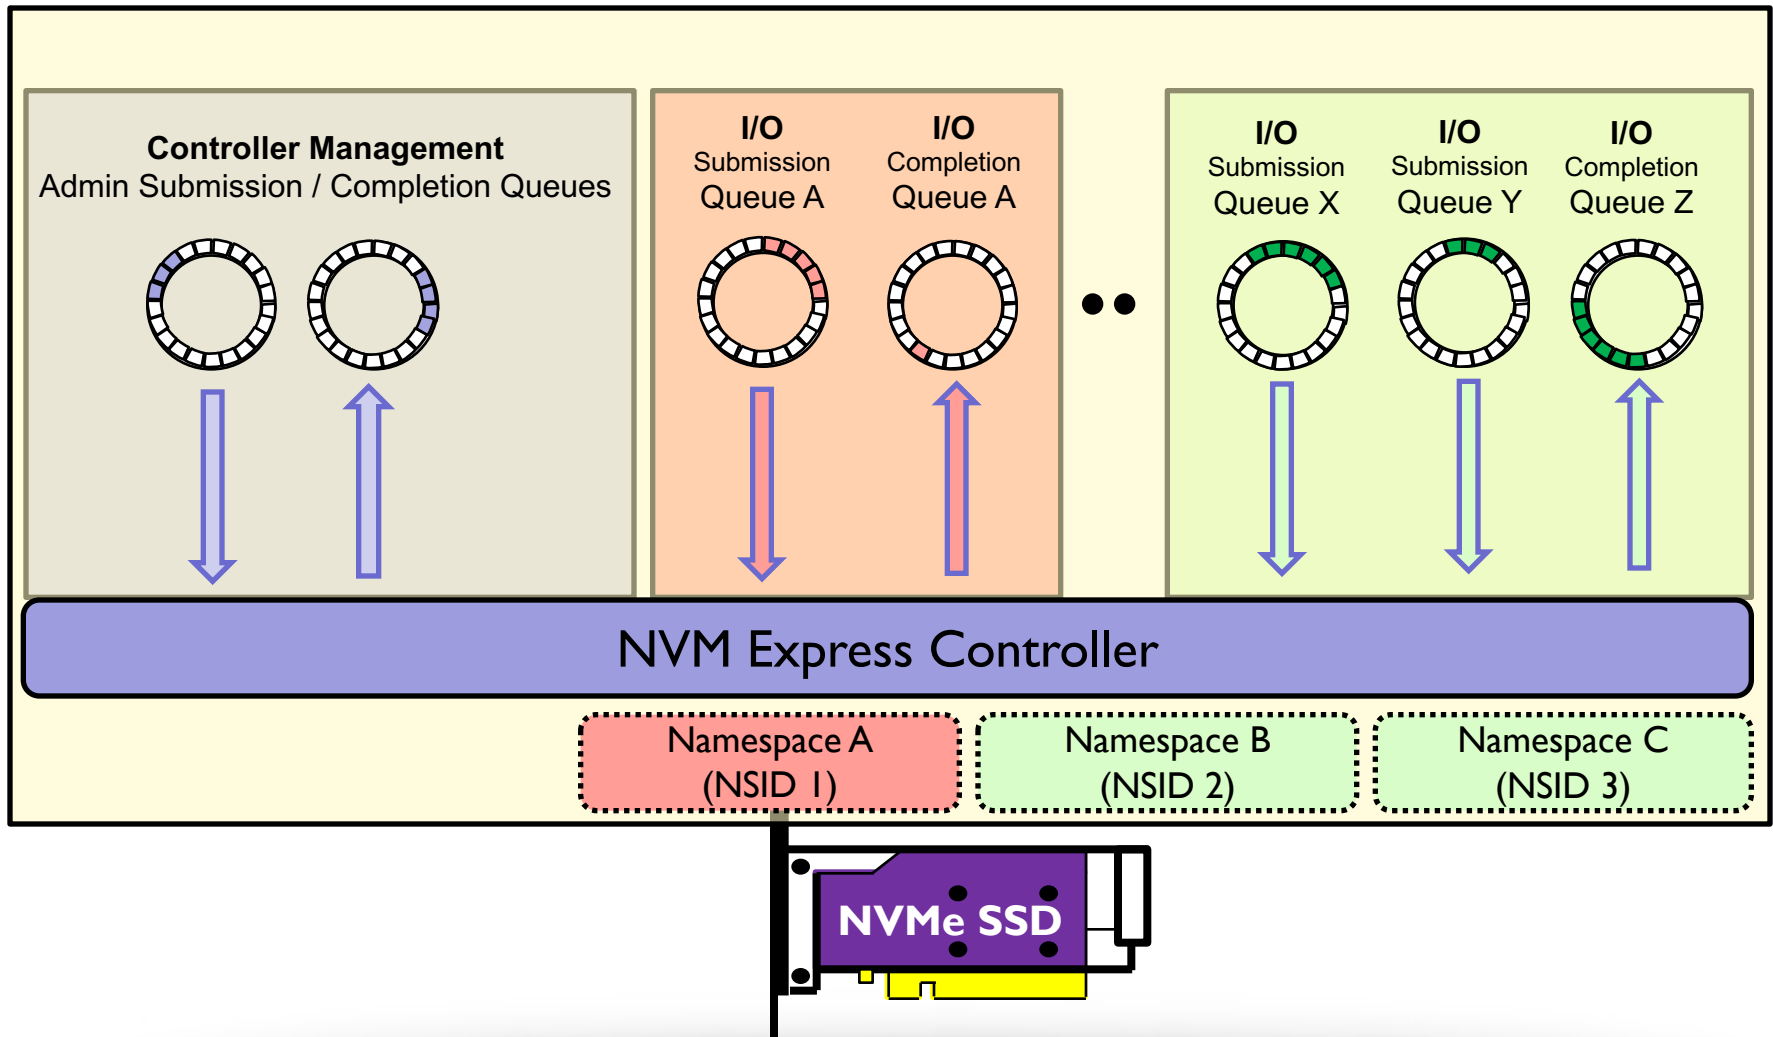 Controller Management
Admin Submission / Completion Queues
I/O
Submission
Queue A
I/O
Completion
Queue A
I/O
Submission
Queue X
I/O
Submission
Queue Y
I/O
Completion
Queue Z
NVM Express Controller
Namespace A
(NSID 1)
Namespace B
(NSID 2)
Namespace C
(NSID 3)
NVMe SSD